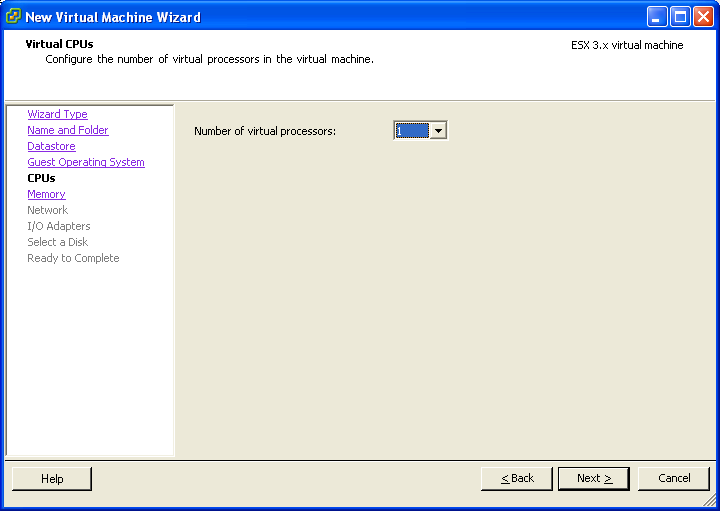 New Virtual Machine Wizard
Virtual CPUs
Configure the number of virtual processors in the virtual machine.
ESX 3.x virtual machine
Wizard Type
Name and Folder
Datastore
Guest Operating System
CPUs
Memory
Network
I/O Adapters
Select a Disk
Ready to Complete
Number of virtual processors:
1
Help
< Back
Next >
Cancel